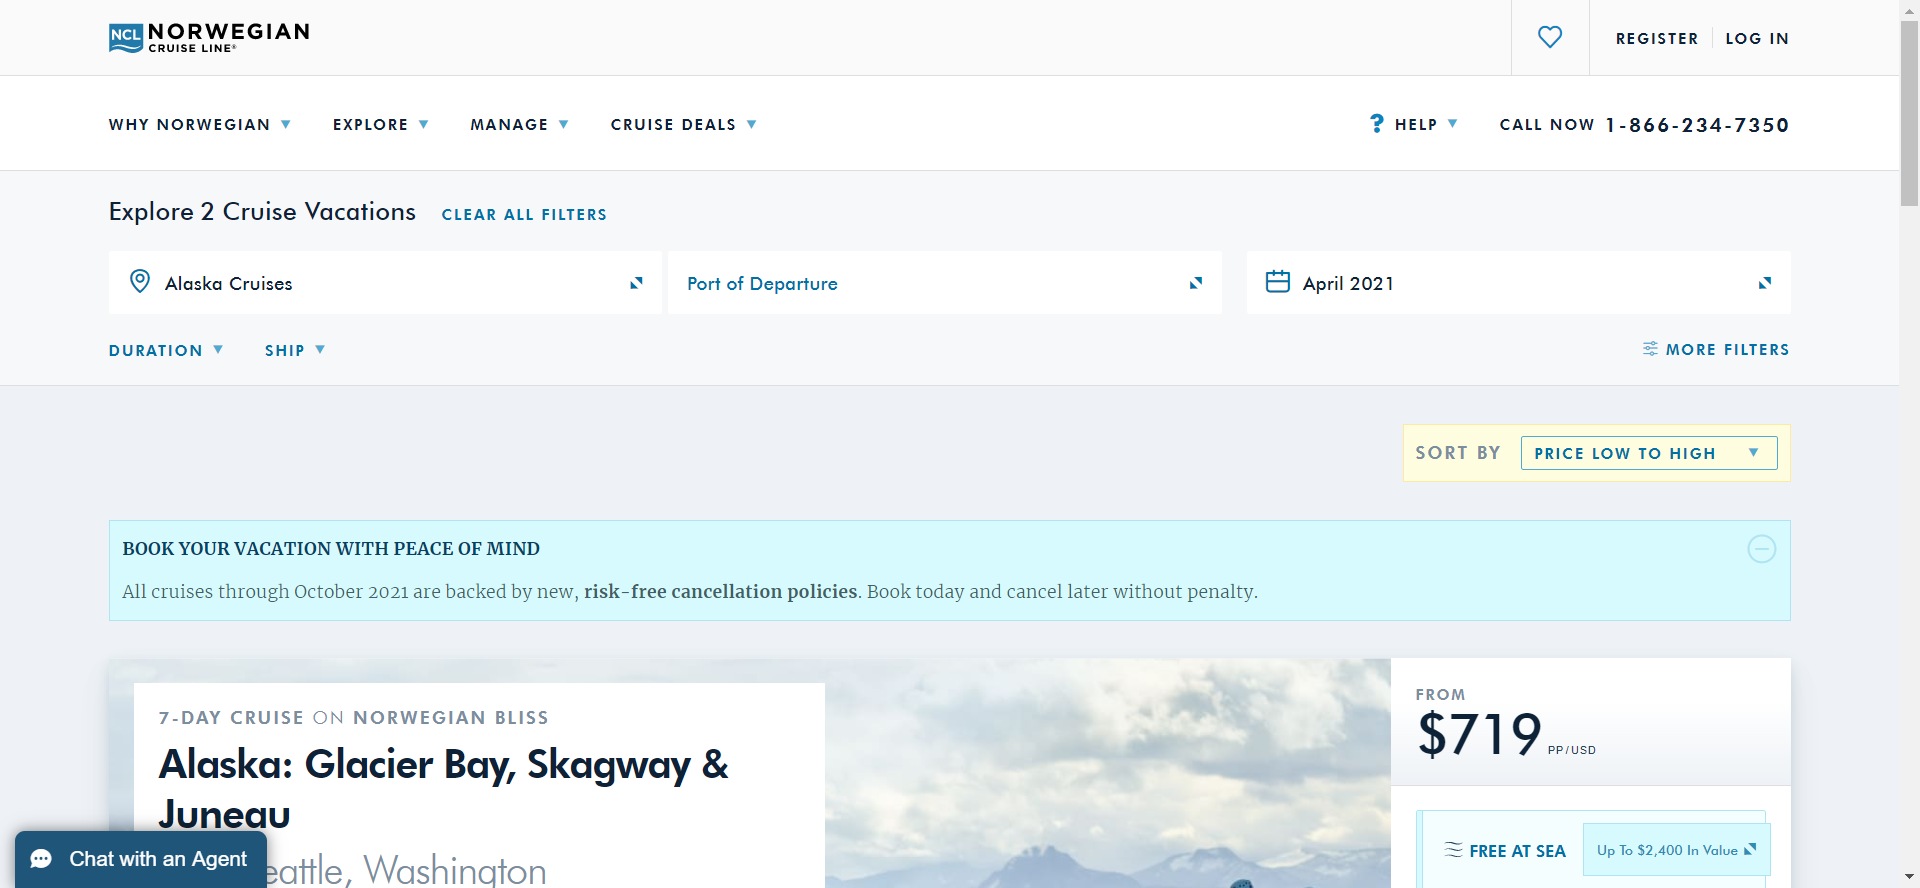 NCL NORWEGIAN
CRUISE LINE®
REGISTER LOG IN
WHY NORWEGIAN EXPLORE MANAGE CRUISE DEALS ? HELP CALL NOW 1-866-234-7350
Explore 2 Cruise Vacations CLEAR ALL FILTERS
Alaska Cruises Port of Departure April 2021
DURATION SHIP MORE FILTERS
SORT BY PRICE LOW TO HIGH
BOOK YOUR VACATION WITH PEACE OF MIND
All cruises through October 2021 are backed by new, risk-free cancellation policies. Book today and cancel later without penalty.
7-DAY CRUISE ON NORWEGIAN BLISS
Alaska: Glacier Bay, Skagway &
Juneau
eattle, Washington
FROM
$719 PP/USD
FREE AT SEA Up To $2,400 In Value
Chat with an Agent